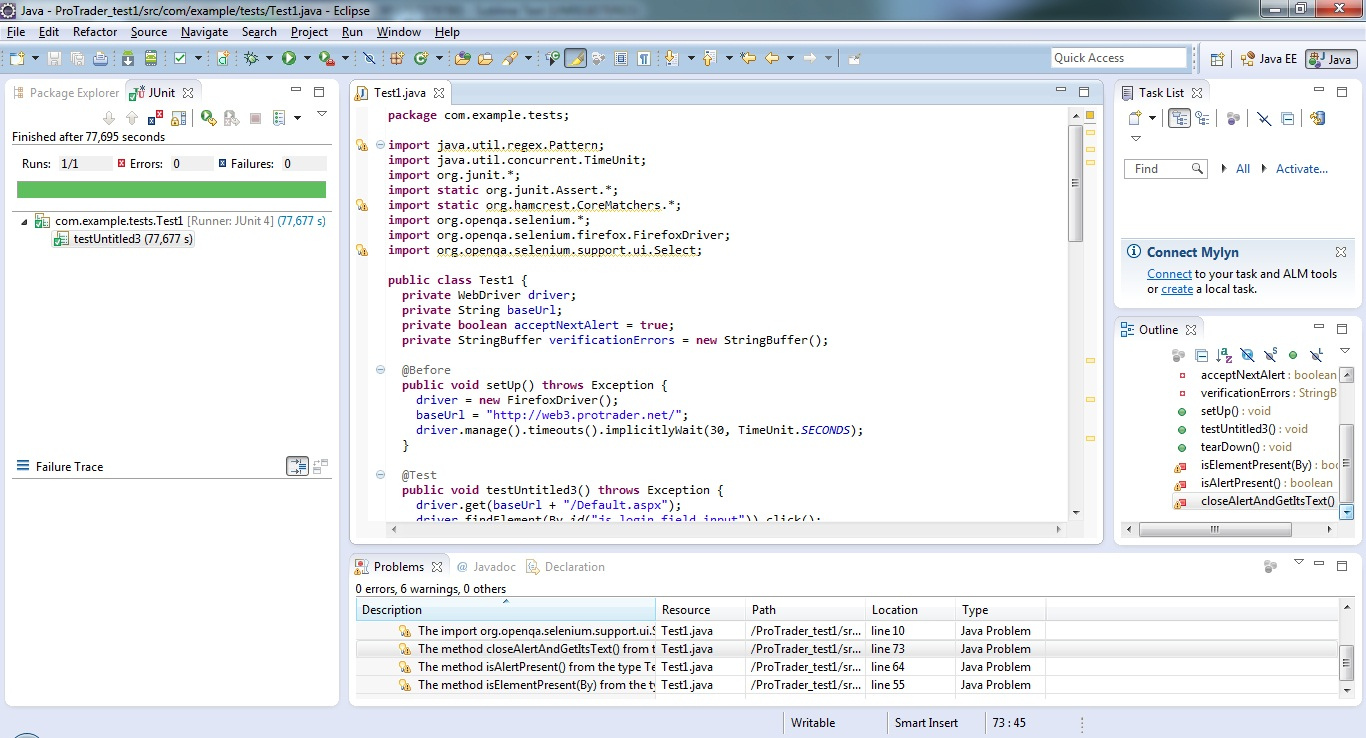 Java - ProTrader_test1/src/com/example/tests/Test1.java - Eclipse
File Edit Refactor Source Navigate Search Project Run Window Help
Quick Access
Java EE
Java
Package Explorer
JUnit
Finished after 77,695 seconds
Runs: 1/1 Errors: 0 Failures: 0
com.example.tests.Test1 [Runner: JUnit 4] (77,677 s)
testUntitled3 (77,677 s)
Failure Trace
Test1.java
package com.example.tests;
import java.util.regex.Pattern;
import java.util.concurrent.TimeUnit;
import org.junit.*;
import static org.junit.Assert.*;
import static org.hamcrest.CoreMatchers.*;
import org.openqa.selenium.*;
import org.openqa.selenium.firefox.FirefoxDriver;
import org.openqa.selenium.support.ui.Select;
public class Test1 {
private WebDriver driver;
private String baseUrl;
private boolean acceptNextAlert = true;
private StringBuffer verificationErrors = new StringBuffer();
@Before
public void setUp() throws Exception {
driver = new FirefoxDriver();
baseUrl = "http://web3.protrader.net/";
driver.manage().timeouts().implicitlyWait(30, TimeUnit.SECONDS);
}
@Test
public void testUntitled3() throws Exception {
driver.get(baseUrl + "/Default.aspx");
driver.findElement(By.id("js_login_field_input")).click();
Task List
Find
All
Activate...
Connect Mylyn
Connect to your task and ALM tools
or create a local task.
Outline
acceptNextAlert : boolean
verificationErrors : StringB
setUp() : void
testUntitled3() : void
tearDown() : void
isElementPresent(By) : boo
isAlertPresent() : boolean
closeAlertAndGetItsText()
Problems
@ Javadoc
Declaration
0 errors, 6 warnings, 0 others
Description Resource Path Location Type
The import org.openqa.selenium.support.ui.S Test1.java /ProTrader_test1/sr... line 10 Java Problem
The method closeAlertAndGetItsText() from t Test1.java /ProTrader_test1/sr... line 73 Java Problem
The method isAlertPresent() from the type Te Test1.java /ProTrader_test1/sr... line 64 Java Problem
The method isElementPresent(By) from the ty Test1.java /ProTrader_test1/sr... line 55 Java Problem
Writable
Smart Insert
73 : 45